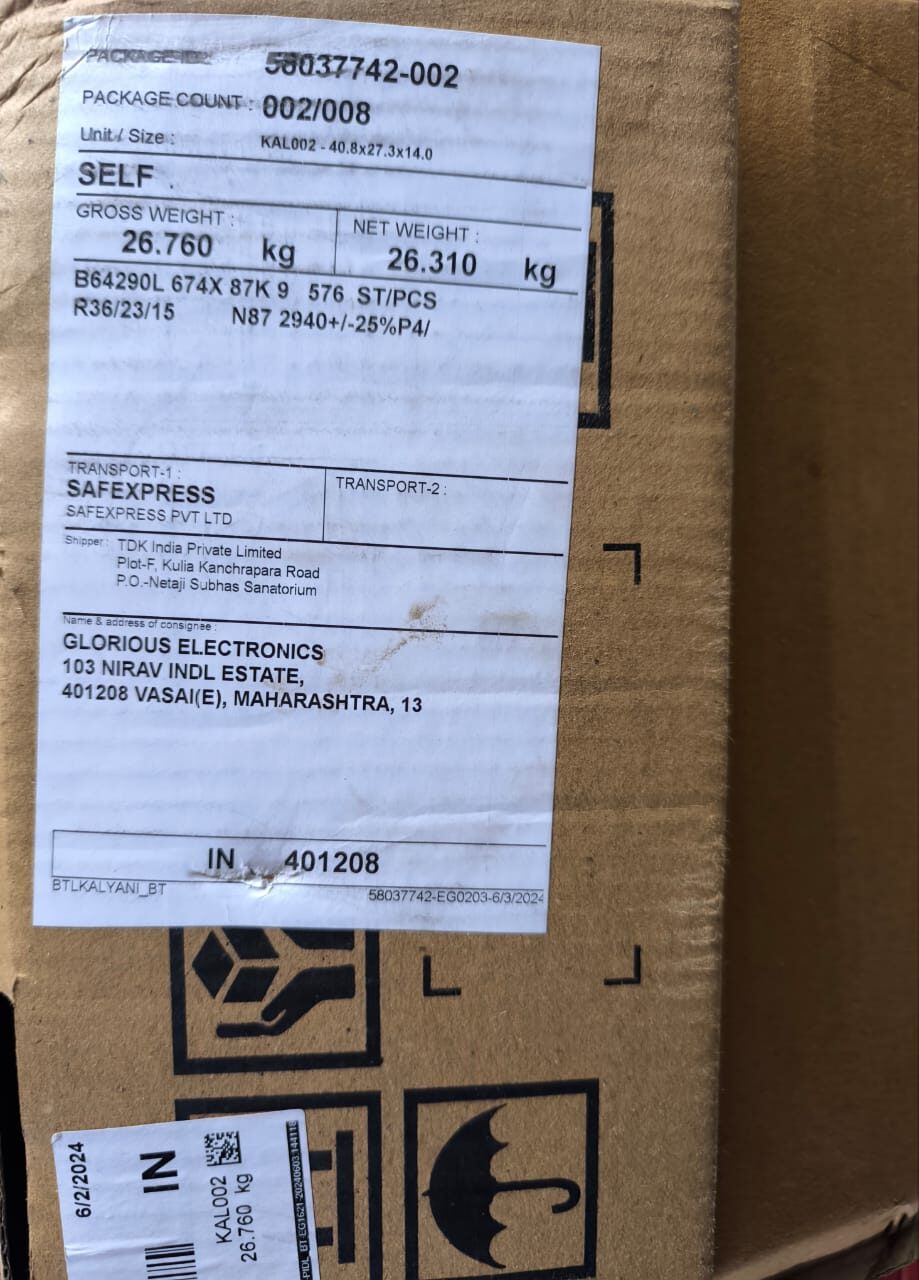 PACKAGE ID: 58037742-002
PACKAGE COUNT : 002/008
Unit / Size : KAL002 - 40.8x27.3x14.0
SELF
GROSS WEIGHT : 26.760 kg
NET WEIGHT : 26.310 kg
B64290L 674X 87K 9 576 ST/PCS
R36/23/15 N87 2940+/-25%P4/
TRANSPORT-1 :
SAFEXPRESS
SAFEXPRESS PVT LTD
TRANSPORT-2 :
Shipper : TDK India Private Limited
Plot-F, Kulia Kanchrapara Road
P.O.-Netaji Subhas Sanatorium
Name & address of consignee :
GLORIOUS ELECTRONICS
103 NIRAV INDL ESTATE,
401208 VASAI(E), MAHARASHTRA, 13
IN 401208
BTLKALYANI_BT
58037742-EG0203-6/3/2024
6/2/2024
IN
KAL002
26.760 kg